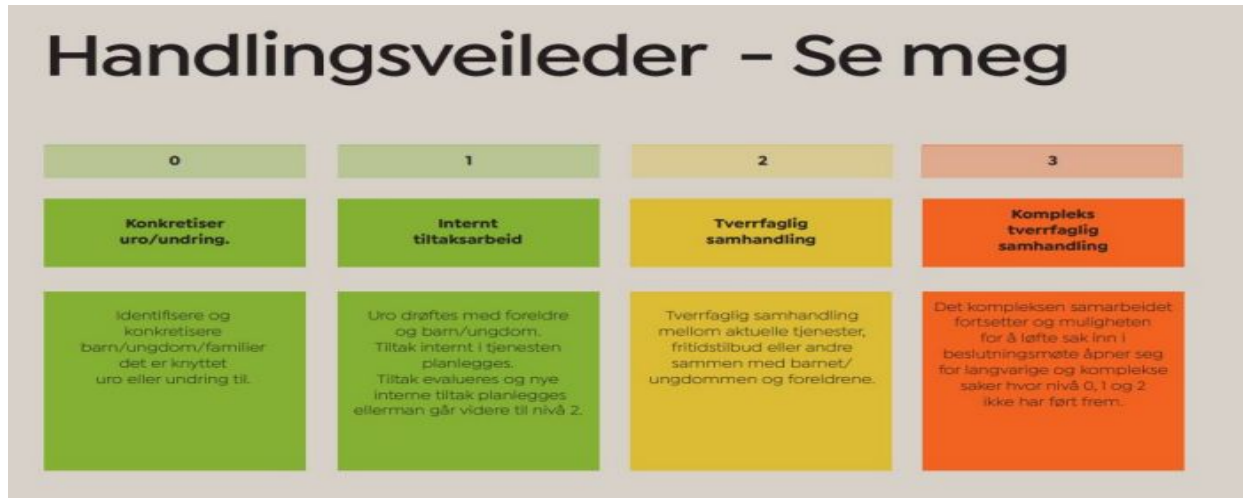 Handlingsveileder – Se meg
0
Konkretiser
uro/undring.
Identifisere og
konkretisere
barn/ungdom/familier
det er knyttet
uro eller undring til.
1
Internt
tiltaksarbeid
Uro drøftes med foreldre
og barn/ungdom.
Tiltak internt i tjenesten
planlegges.
Tiltak evalueres og nye
interne tiltak planlegges
ellerman går videre til nivå 2.
2
Tverrfaglig
samhandling
Tverrfaglig samhandling
mellom aktuelle tjenester,
fritidstilbud eller andre
sammen med barnet/
ungdommen og foreldrene.
3
Kompleks
tverrfaglig
samhandling
Det kompleksen samarbeidet
fortsetter og muligheten
for å løfte sak inn i
beslutningsmøte åpner seg
for langvarige og komplekse
saker hvor nivå 0, 1 og 2
ikke har ført frem.